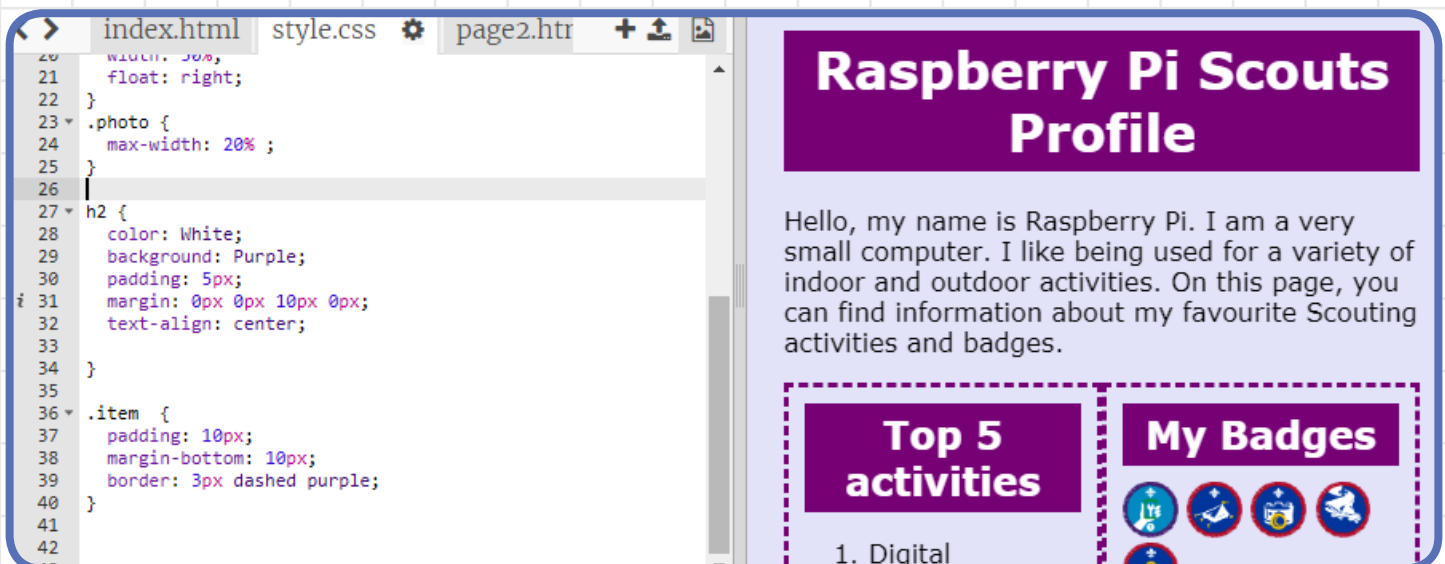 index.html style.css page2.htr
20 width: 50%;
21 float: right;
22 }
23 .photo {
24 max-width: 20% ;
25 }
26
27 h2 {
28 color: White;
29 background: Purple;
30 padding: 5px;
i 31 margin: 0px 0px 10px 0px;
32 text-align: center;
33
34 }
35
36 .item {
37 padding: 10px;
38 margin-bottom: 10px;
39 border: 3px dashed purple;
40 }
41
42
Raspberry Pi Scouts
Profile
Hello, my name is Raspberry Pi. I am a very
small computer. I like being used for a variety of
indoor and outdoor activities. On this page, you
can find information about my favourite Scouting
activities and badges.
Top 5
activities
1. Digital
My Badges